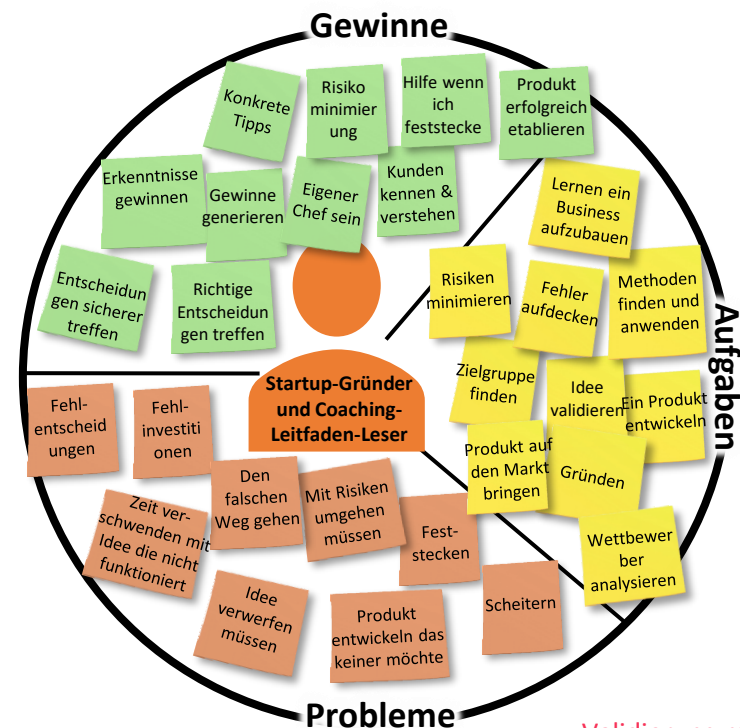 Gewinne
Konkrete
Tipps
Risiko
minimier
ung
Hilfe wenn
ich
feststecke
Produkt
erfolgreich
etablieren
Erkenntnisse
gewinnen
Gewinne
generieren
Eigener
Chef sein
Kunden
kennen &
verstehen
Entscheidun
gen sicherer
treffen
Richtige
Entscheidun
gen treffen
Lernen ein
Business
aufzubauen
Risiken
minimieren
Fehler
aufdecken
Methoden
finden und
anwenden
Aufgaben
Zielgruppe
finden
Idee
validieren
Ein Produkt
entwickeln
Produkt auf
den Markt
bringen
Gründen
Wettbewer
ber
analysieren
Startup-Gründer
und Coaching-
Leitfaden-Leser
Fehl-
entscheid
ungen
Fehl-
investiti
onen
Den
falschen
Weg gehen
Mit Risiken
umgehen
müssen
Fest-
stecken
Zeit ver-
schwenden mit
Idee die nicht
funktioniert
Idee
verwerfen
müssen
Produkt
entwickeln das
keiner möchte
Scheitern
Probleme